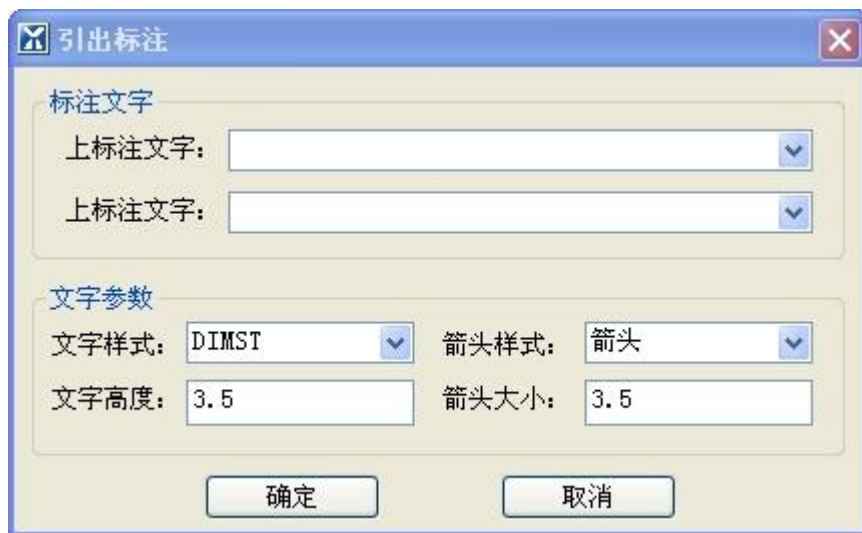 引出标注
标注文字
上标注文字:
上标注文字:
文字参数
文字样式: DIMST 箭头样式: 箭头
文字高度: 3.5 箭头大小: 3.5
确定 取消